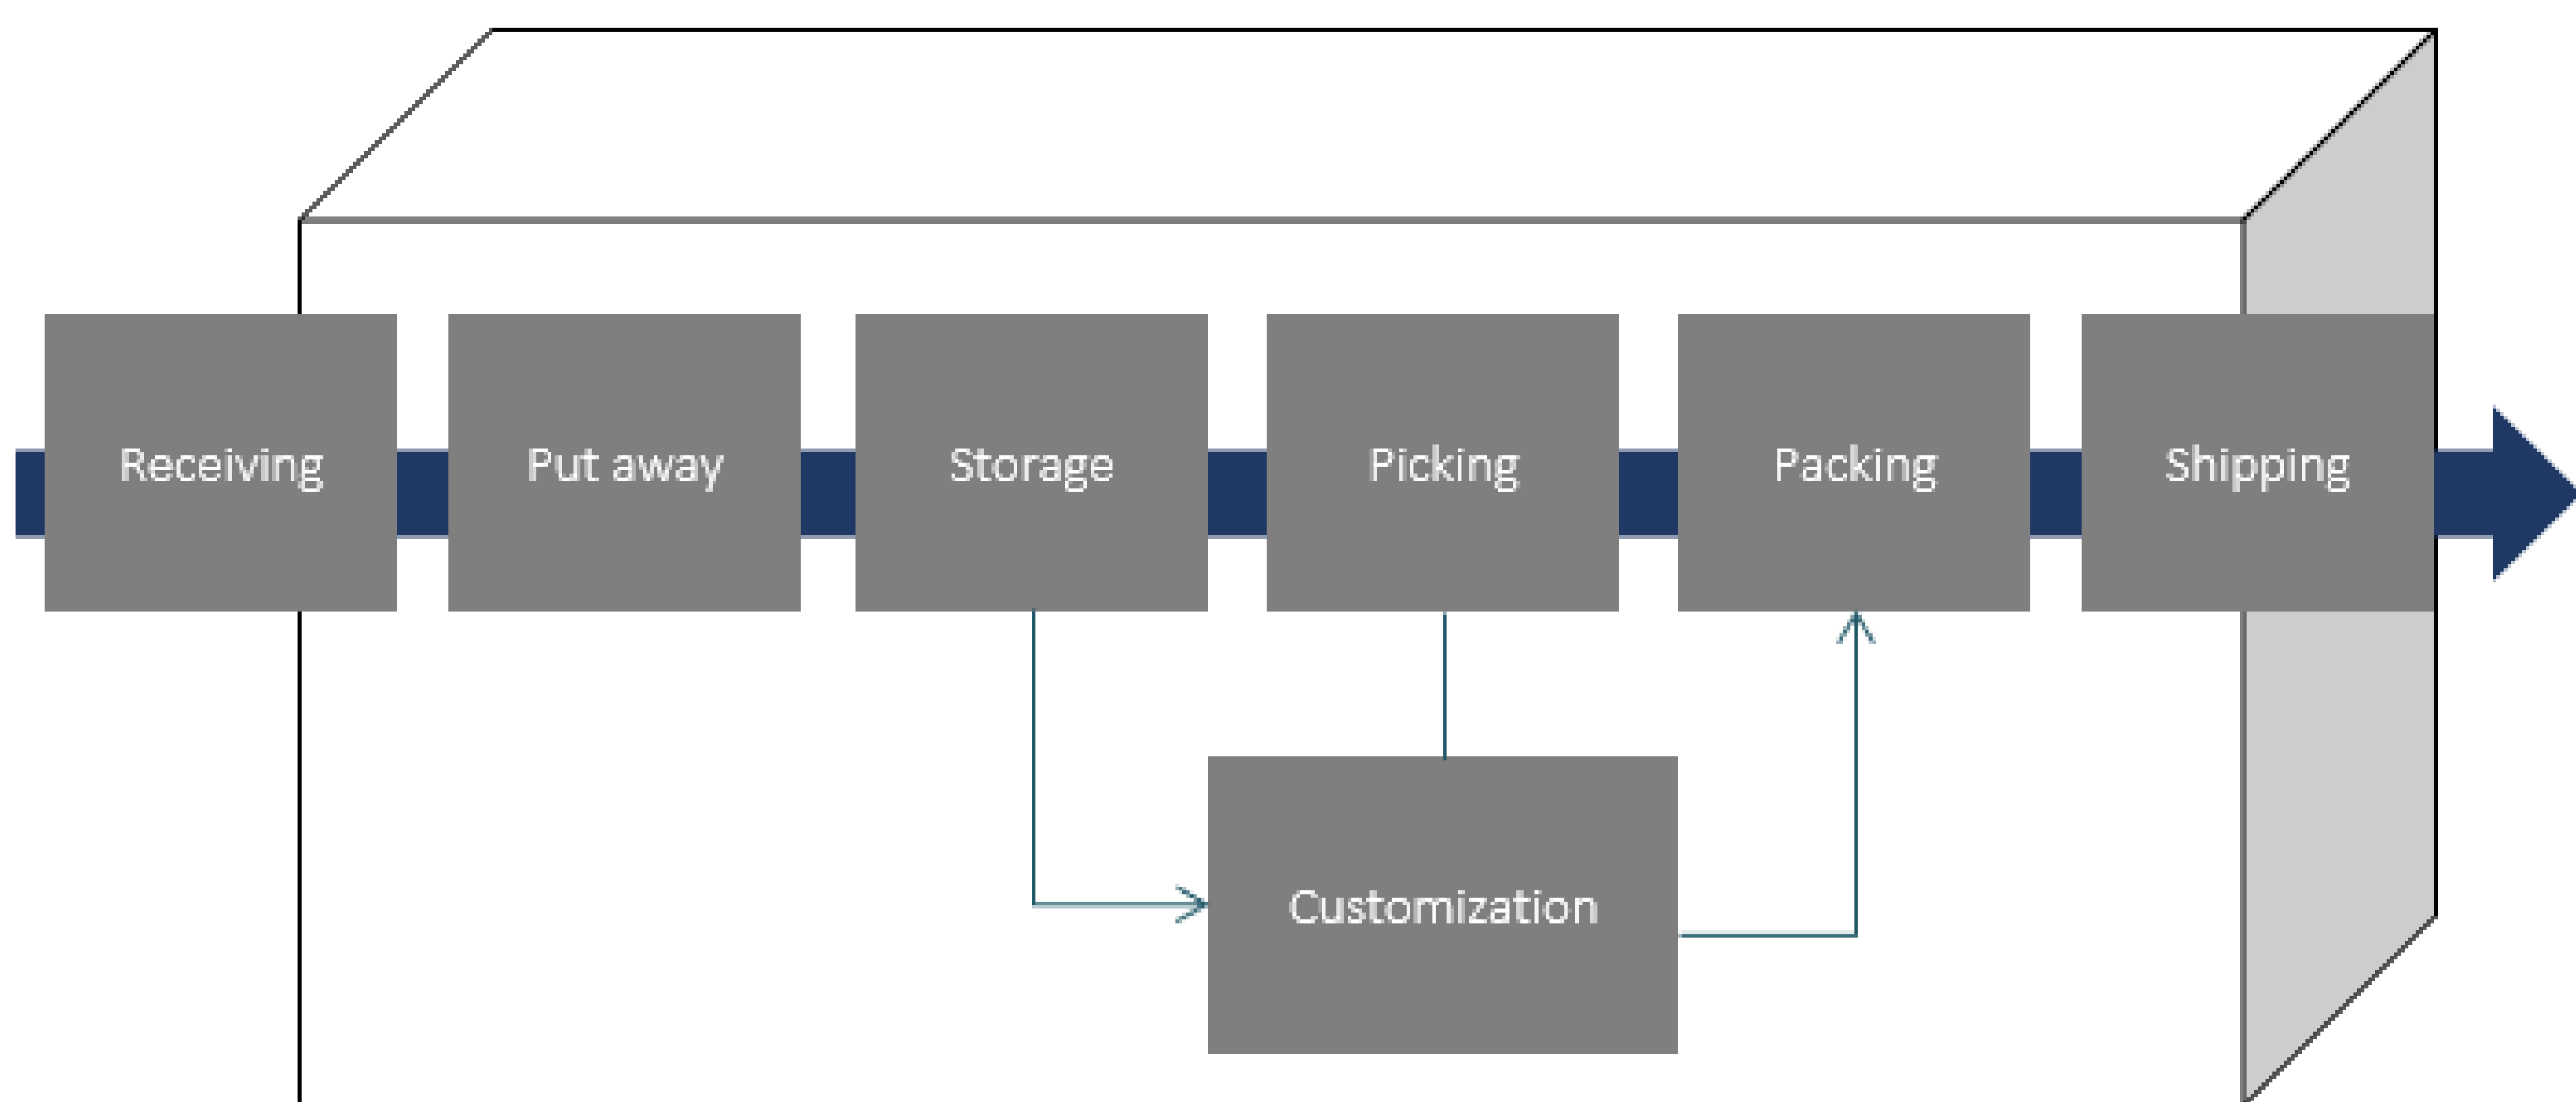 Receiving
Put away
Storage
Picking
Packing
Shipping
Customization